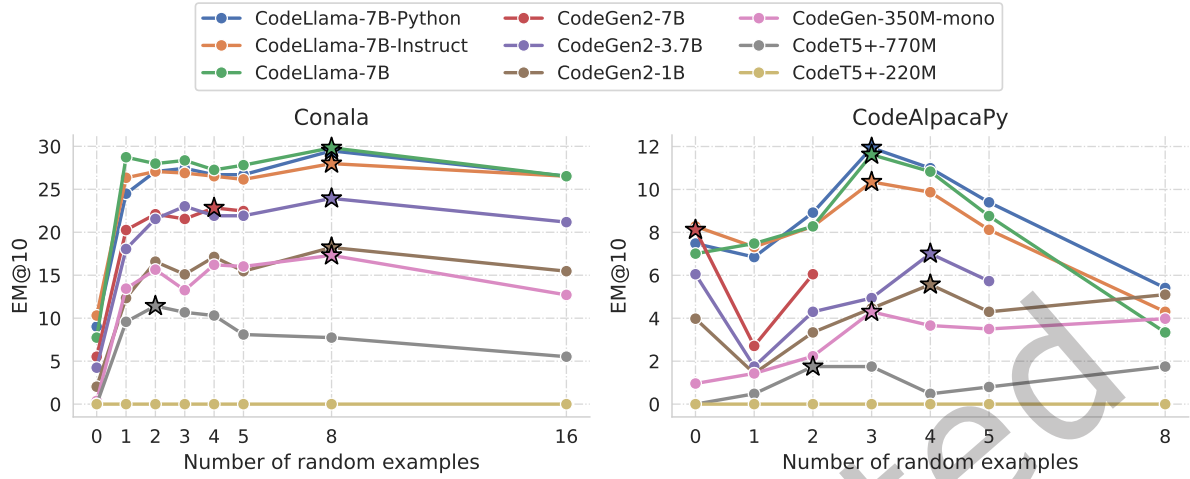 CodeLlama-7B-Python CodeGen2-7B CodeGen-350M-mono
CodeLlama-7B-Instruct CodeGen2-3.7B CodeT5+-770M
CodeLlama-7B CodeGen2-1B CodeT5+-220M
Conala
EM@10
30
25
20
15
10
5
0
0 1 2 3 4 5 8 16
Number of random examples
CodeAlpacaPy
EM@10
12
10
8
6
4
2
0
0 1 2 3 4 5 8
Number of random examples
ted